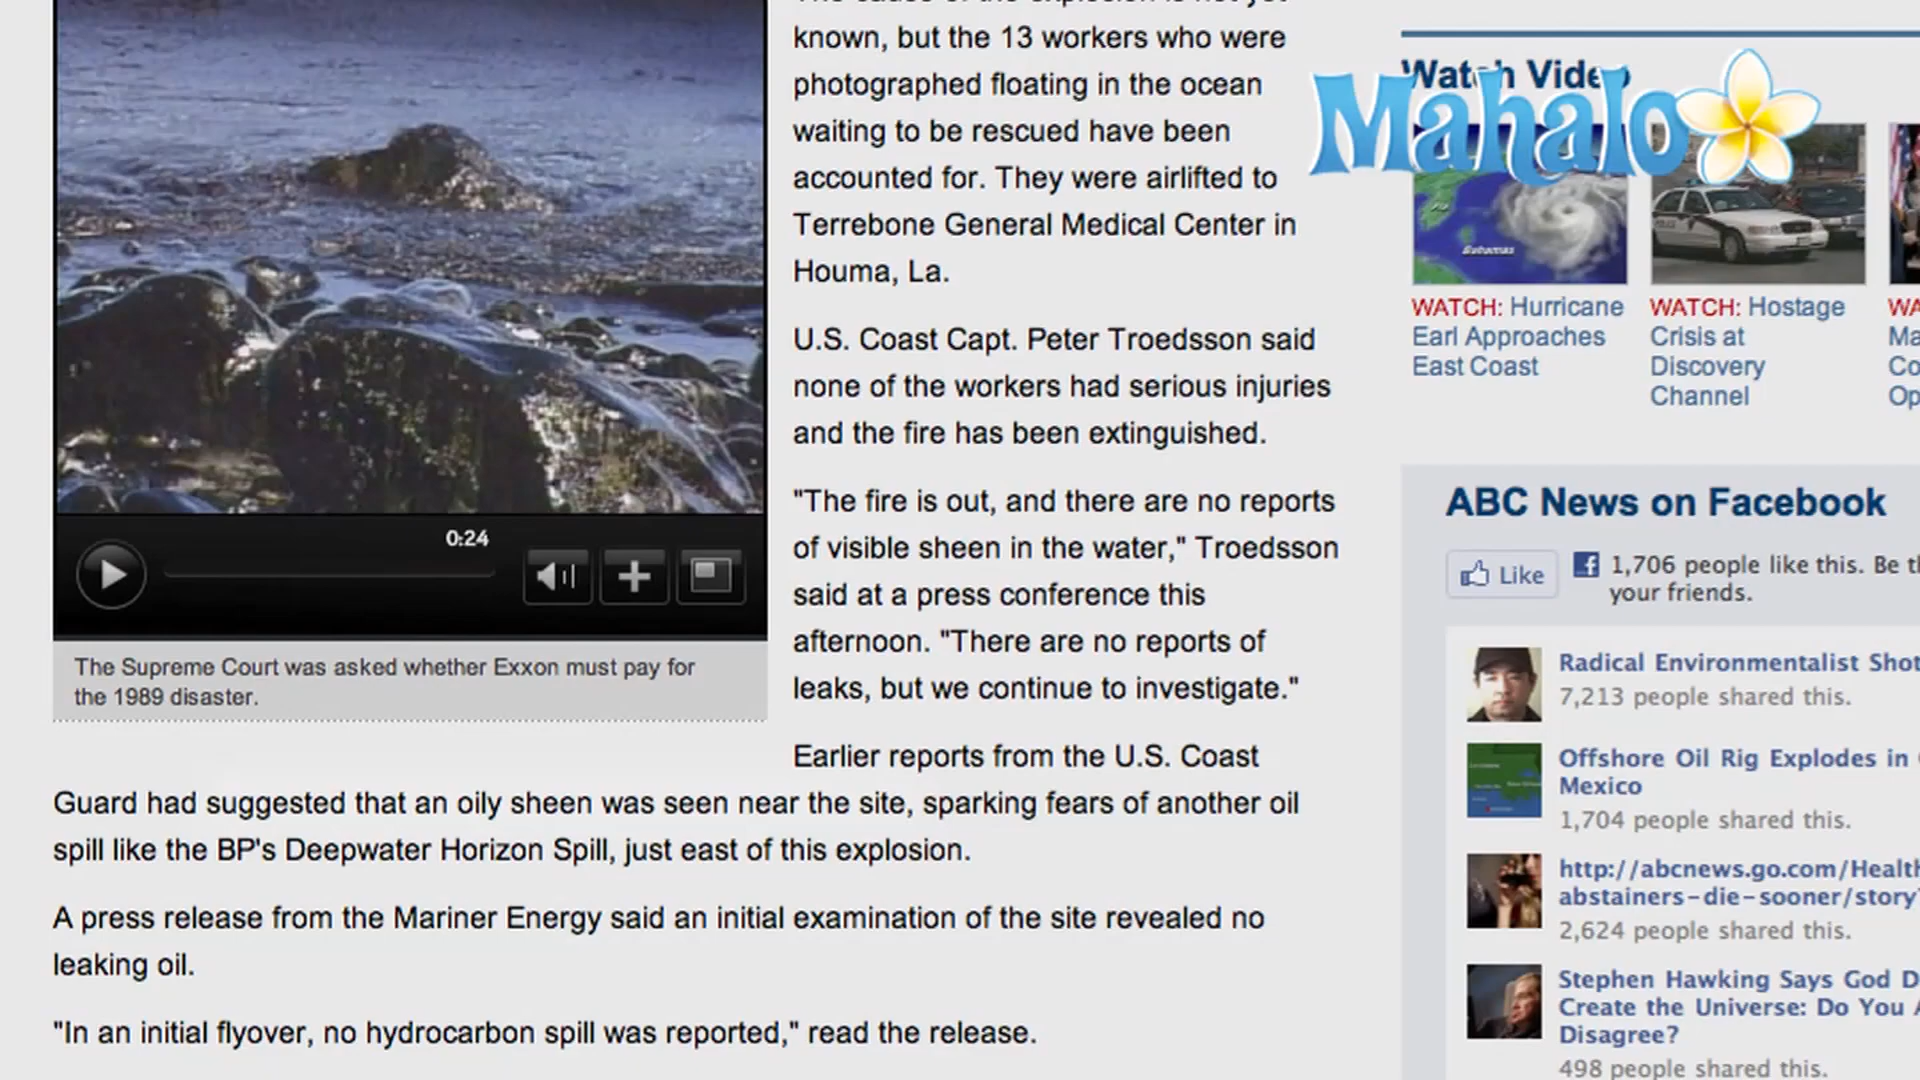 known, but the 13 workers who were
photographed floating in the ocean
waiting to be rescued have been
accounted for. They were airlifted to
Terrebone General Medical Center in
Houma, La.
U.S. Coast Capt. Peter Troedsson said
none of the workers had serious injuries
and the fire has been extinguished.
"The fire is out, and there are no reports
of visible sheen in the water," Troedsson
said at a press conference this
afternoon. "There are no reports of
leaks, but we continue to investigate."
Earlier reports from the U.S. Coast
Guard had suggested that an oily sheen was seen near the site, sparking fears of another oil
spill like the BP's Deepwater Horizon Spill, just east of this explosion.
A press release from the Mariner Energy said an initial examination of the site revealed no
leaking oil.
"In an initial flyover, no hydrocarbon spill was reported," read the release.
0:24
The Supreme Court was asked whether Exxon must pay for
the 1989 disaster.
Watch Video
Mahalo
Bahamas
WATCH: Hurricane
Earl Approaches
East Coast
WATCH: Hostage
Crisis at
Discovery
Channel
ABC News on Facebook
Like
1,706 people like this. Be
your friends.
Radical Environmentalist Shot
7,213 people shared this.
Offshore Oil Rig Explodes in
Mexico
1,704 people shared this.
http://abcnews.go.com/Health
abstainers-die-sooner/story
2,624 people shared this.
Stephen Hawking Says God
Create the Universe: Do You
Disagree?
498 people shared this.